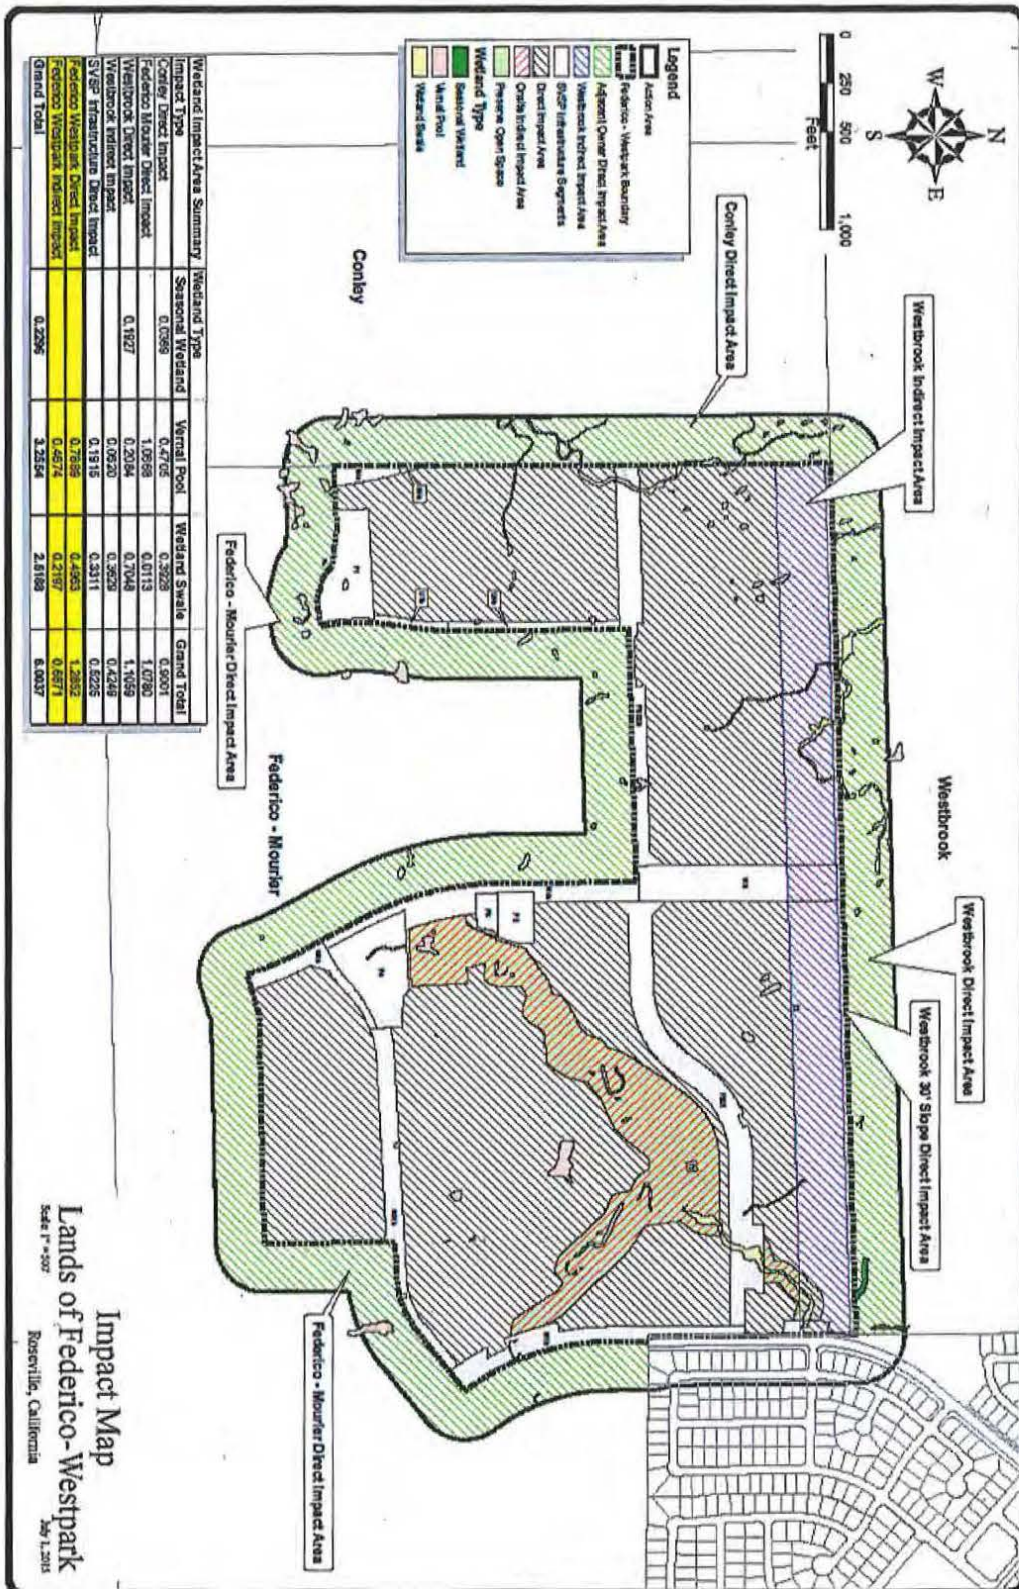 N
W
E
S
0 250 500 1,000
Feet
Legend
Action Area
Federico - Westpark Boundary
Adjacent Owner Direct Impact Area
Westbrook Indirect Impact Area
SVSP Infrastructure Segments
Direct Impact Area
Onsite Indirect Impact Area
Preserve Open Space
Wetland Type
Seasonal Wetland
Vernal Pool
Wetland Swale
Westbrook Indirect Impact Area
Westbrook
Westbrook Direct Impact Area
Westbrook 30' Slope Direct Impact Area
Conley Direct Impact Area
Conley
Federico - Mourier Direct Impact Area
Federico - Mourier
Federico - Mourier Direct Impact Area
Wetland Impact Area Summary Wetland Type
Impact Type Seasonal Wetland Vernal Pool Wetland Swale Grand Total
Conley Direct Impact 0.0369 0.4705 0.9001
Federico Mourier Direct Impact 0.0113 1.0780
Westbrook Direct Impact 0.1927 0.2084 0.7048 1.1059
Westbrook Indirect Impact 0.0620 0.3629 0.4249
SVSP Infrastructure Direct Impact 0.1915 0.3311 0.5226
Federico Westpark Direct Impact 0.7889 0.4963 1.2852
Federico Westpark Indirect Impact 0.4674 0.2197 0.6871
Grand Total 0.2296 3.2554 6.0037
Impact Map
Lands of Federico-Westpark
Scale: 1"=500'
Roseville, California
July 1, 2015